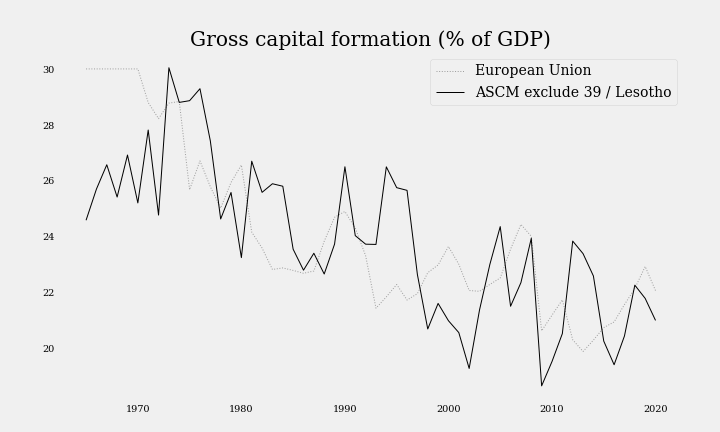 Gross capital formation (% of GDP)
European Union
ASCM exclude 39 / Lesotho
30
28
26
24
22
20
1970 1980 1990 2000 2010 2020